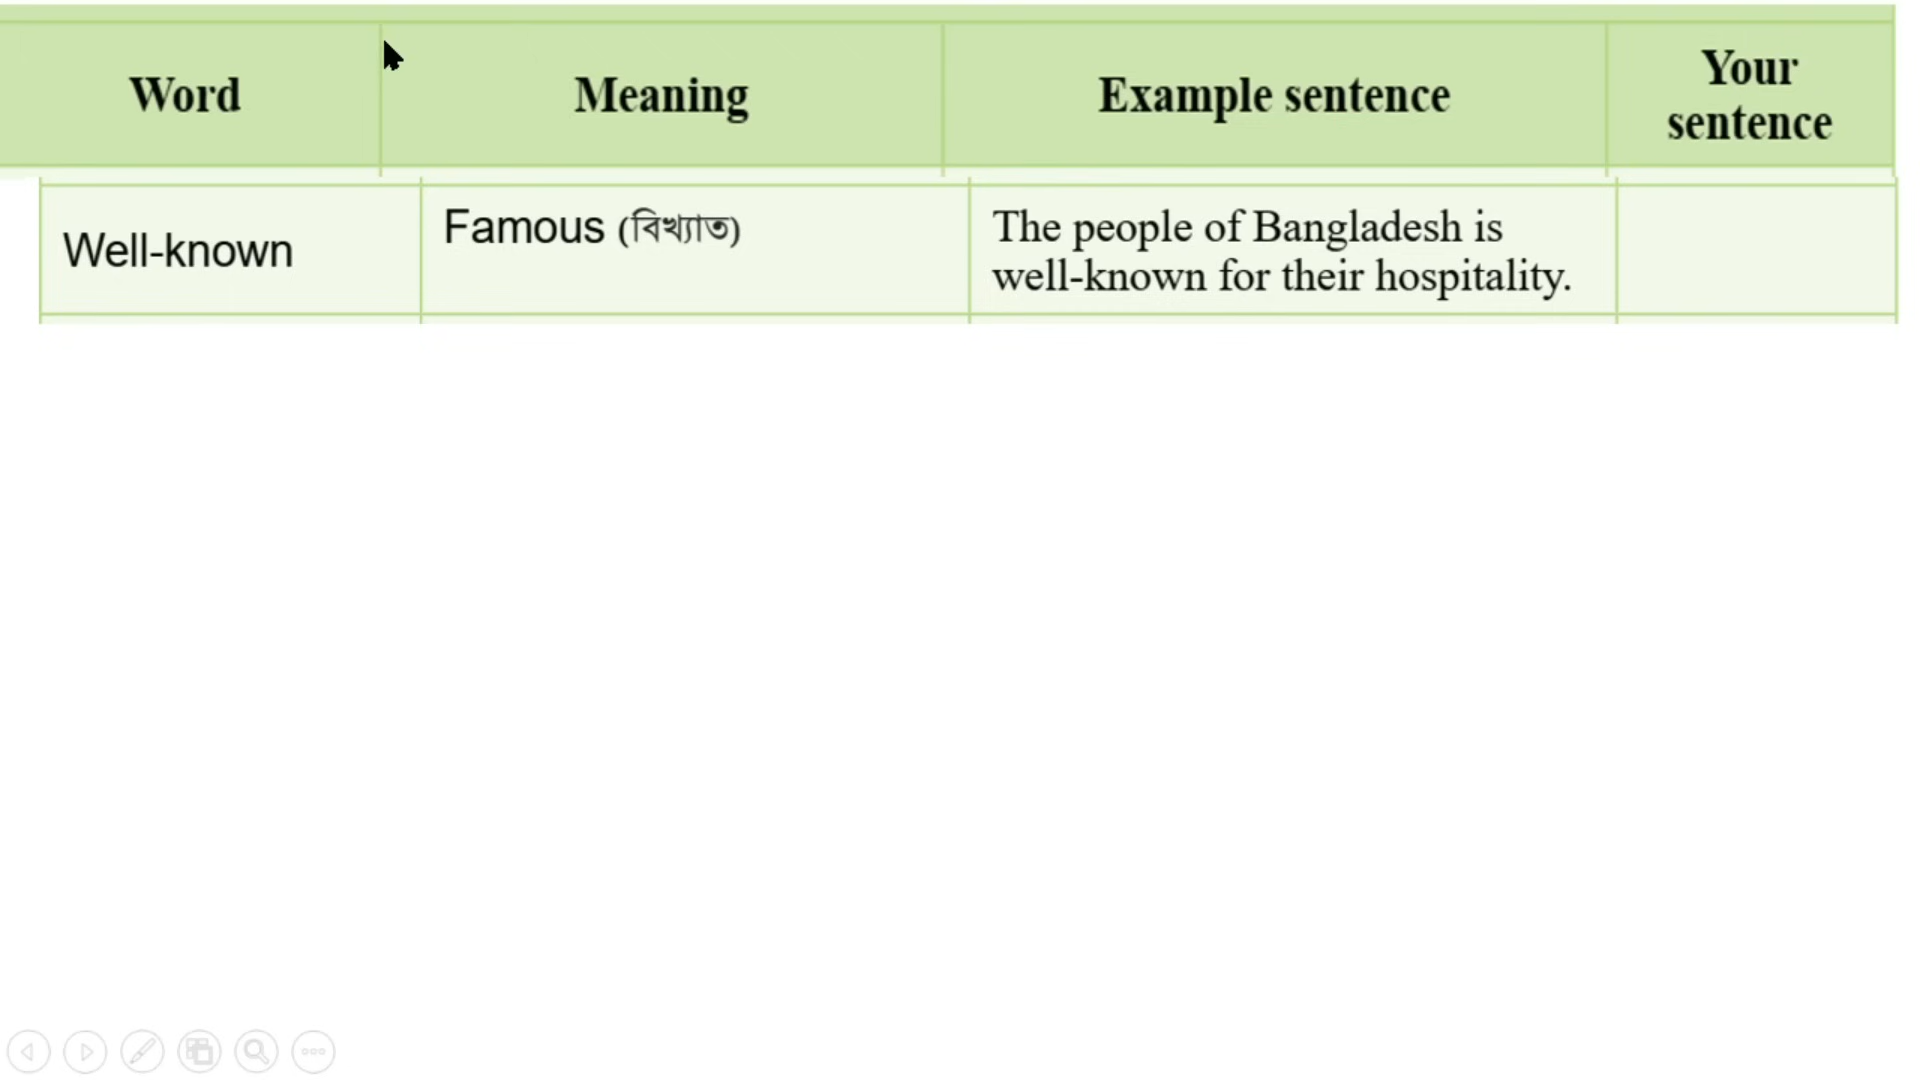 Word
Meaning
Example sentence
Your
sentence
Well-known
Famous (বিখ্যাত)
The people of Bangladesh is
well-known for their hospitality.